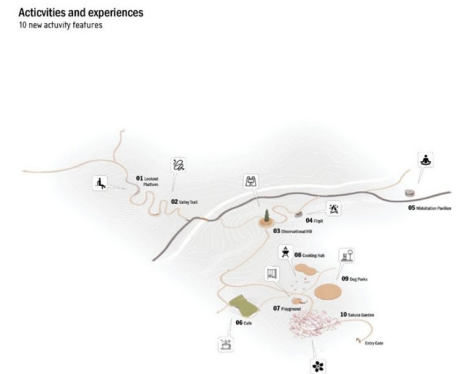 Acticvities and experiences
10 new actuvity features
01 Lookout
Platform
02 Valley Trail
03 Observational Hill
04 Firpit
05 Midsitation Pavilion
08 Cooking hub
09 Dog Parks
07 Playground
06 Cafe
10 Sakura Garden
Entry Gate